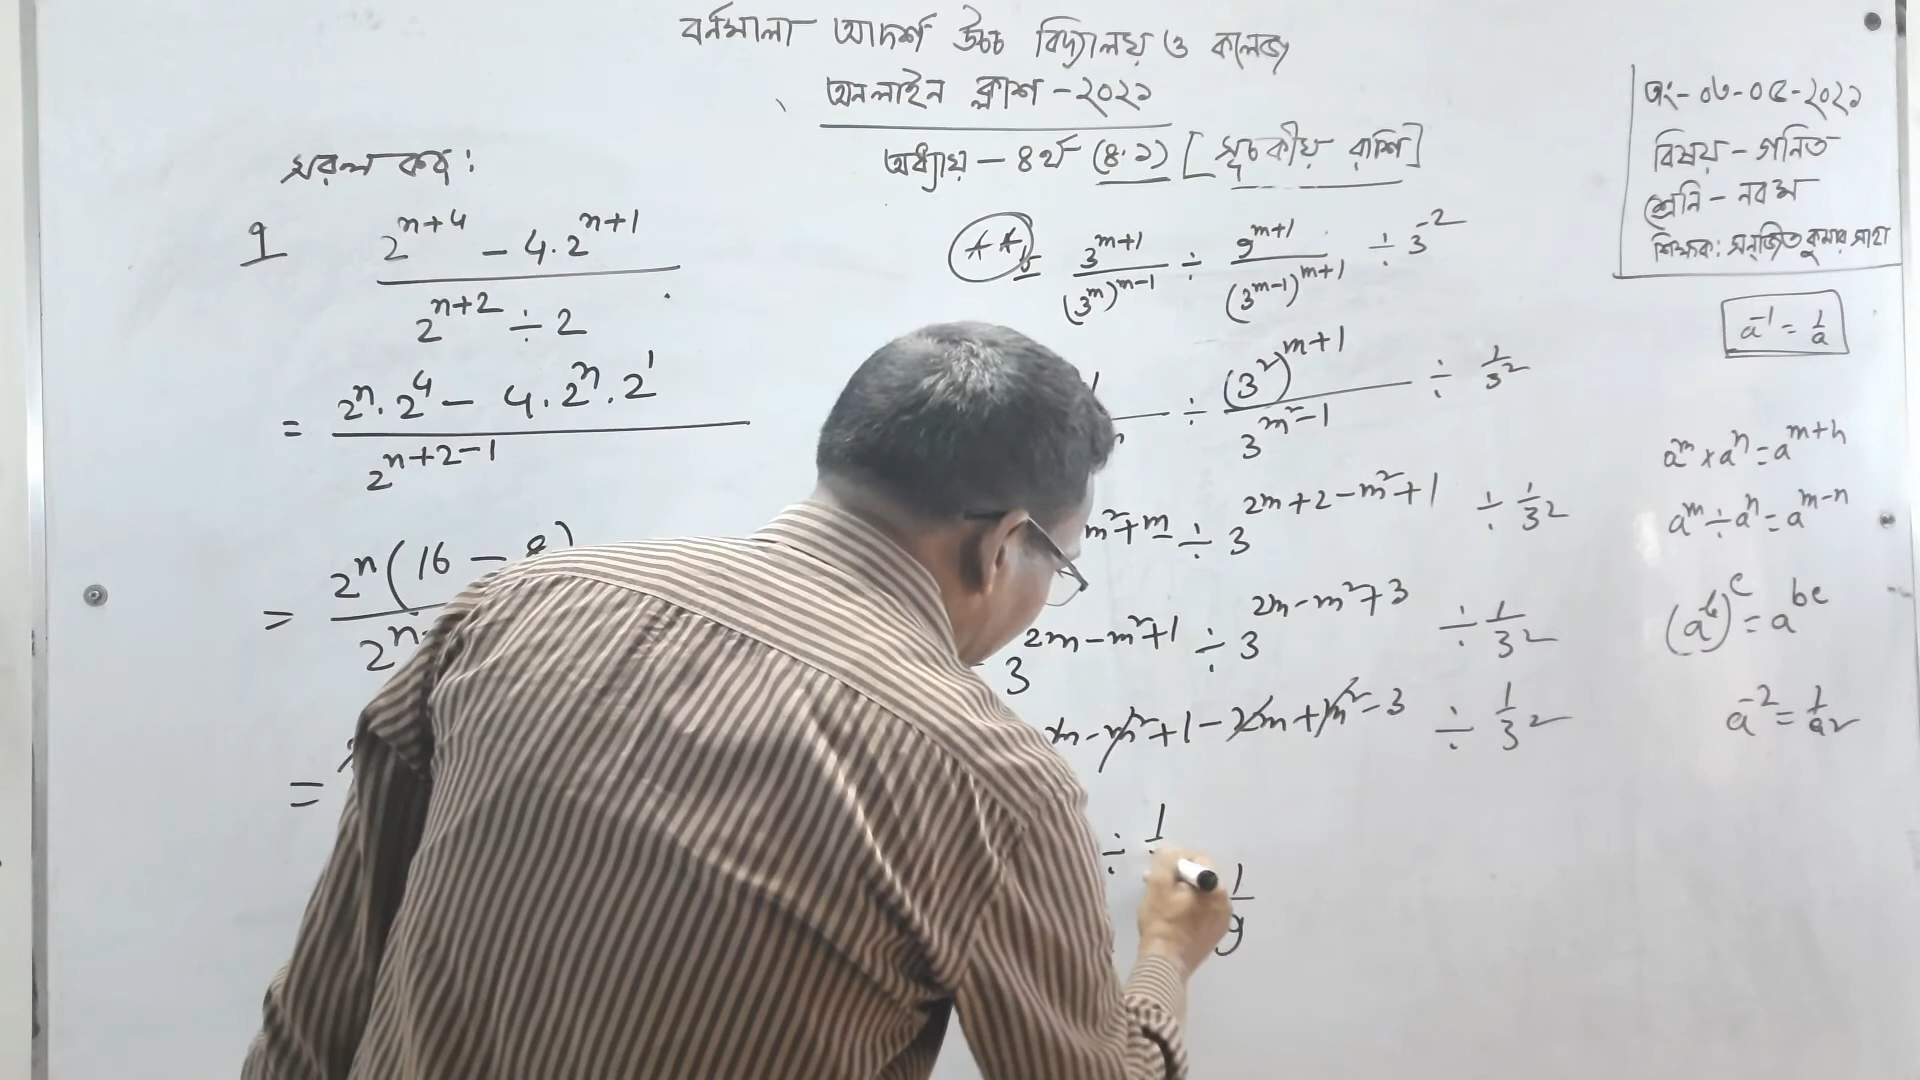 বর্নমালা আদর্শ উচ্চ বিদ্যালয় ও কলেজ
অনলাইন ক্লাশ - ২০২১
অধ্যায় - ৪র্থ (৪.১) [সূচকীয় রাশি]
তাং- ০৬-০৫-২০২১
বিষয় - গনিত
শ্রেনি - নবম
শিক্ষক: সনজিত কুমার সাহা
সরল কর:
9 (2^{n+4} - 4.2^{n+1}) / (2^{n+2} ÷ 2)
= (2^n . 2^4 - 4 . 2^n . 2^1) / 2^{n+2-1}
= 2^n (16 - 8) / 2^n
=
3^{m+1} / (3^m)^{m-1} ÷ 9^{m+1} / (3^{m-1})^{m+1} ÷ 3^{-2}
÷ (3^2)^{m+1} / 3^{m^2-1} ÷ 1/3^2
m^2+m ÷ 3^{2m+2-m^2+1} ÷ 1/3^2
3^{2m-m^2+1} ÷ 3^{2m-m^2+3} ÷ 1/3^2
m-m^2+1-2m+m^2-3 ÷ 1/3^2
÷ 1
1/9
a^{-1} = 1/a
a^m × a^n = a^{m+n}
a^m ÷ a^n = a^{m-n}
(a^b)^c = a^{bc}
a^{-2} = 1/a^2